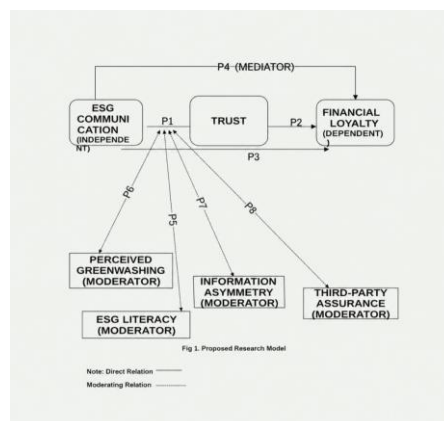 P4 (MEDIATOR)
ESG
COMMUNI
CATION
(INDEPENDE
NT)
P1
TRUST
P2
FINANCIAL
LOYALTY
(DEPENDENT
)
P3
P6
P5
P7
P8
PERCEIVED
GREENWASHING
(MODERATOR)
INFORMATION
ASYMMETRY
(MODERATOR)
THIRD-PARTY
ASSURANCE
(MODERATOR)
ESG LITERACY
(MODERATOR)
Fig 1. Proposed Research Model
Note: Direct Relation
Moderating Relation